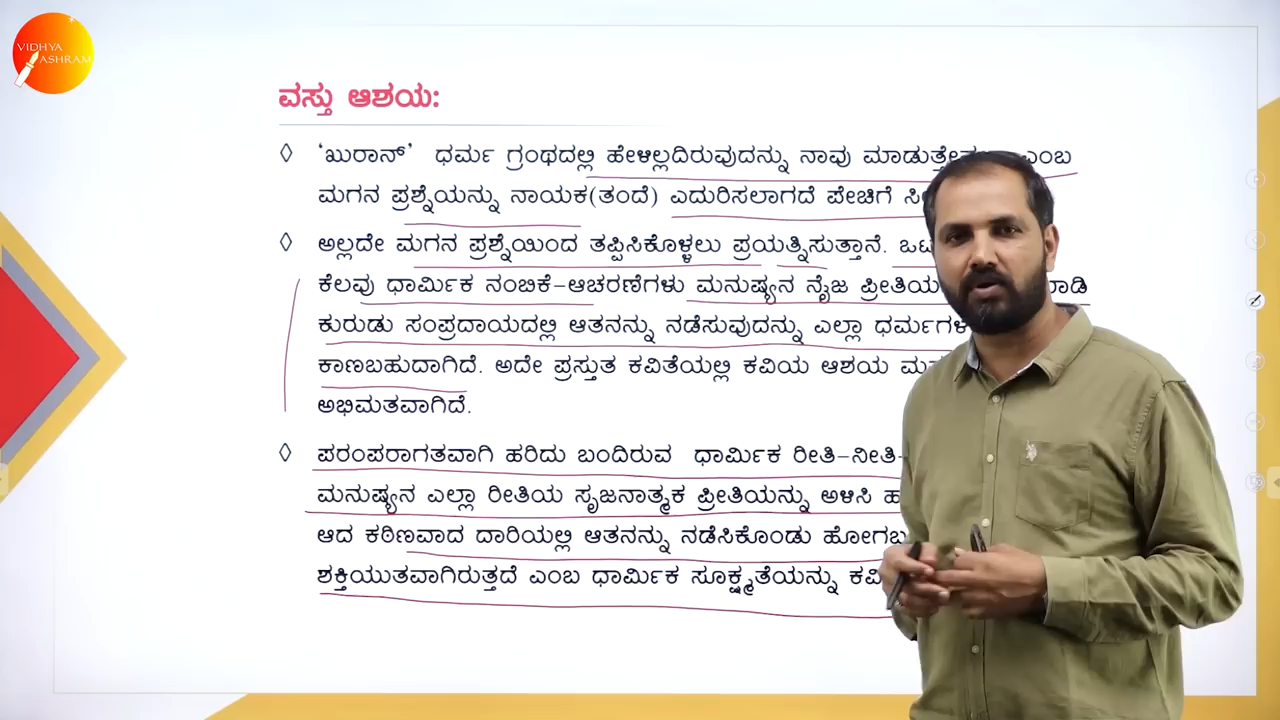 VIDHYA
ASHRAM
ವಸ್ತು ಆಶಯ:
◊ ‘ಖುರಾನ್’ ಧರ್ಮ ಗ್ರಂಥದಲ್ಲಿ ಹೇಳಿಲ್ಲದಿರುವುದನ್ನು ನಾವು ಎಂಬ
ಮಗನ ಪ್ರಶ್ನೆಯನ್ನು ನಾಯಕ(ತಂದೆ) ಎದುರಿಸಲಾಗದೆ ಪೇಚಿಗೆ
◊ ಅಲ್ಲದೇ ಮಗನ ಪ್ರಶ್ನೆಯಿಂದ ತಪ್ಪಿಸಿಕೊಳ್ಳಲು ಪ್ರಯತ್ನಿಸುತ್ತಾನೆ.
ಕೆಲವು ಧಾರ್ಮಿಕ ನಂಬಿಕೆ-ಆಚರಣೆಗಳು ಮನುಷ್ಯನ ನೈಜ
ಕುರುಡು ಸಂಪ್ರದಾಯದಲ್ಲಿ ಆತನನ್ನು ನಡೆಸುವುದನ್ನು ಎಲ್ಲಾ
ಕಾಣಬಹುದಾಗಿದೆ. ಅದೇ ಪ್ರಸ್ತುತ ಕವಿತೆಯಲ್ಲಿ ಕವಿಯ ಆಶಯ
ಅಭಿಮತವಾಗಿದೆ.
◊ ಪರಂಪರಾಗತವಾಗಿ ಹರಿದು ಬಂದಿರುವ ಧಾರ್ಮಿಕ ರೀತಿ-ನೀತಿ-
ಮನುಷ್ಯನ ಎಲ್ಲಾ ರೀತಿಯ ಸೃಜನಾತ್ಮಕ ಪ್ರೀತಿಯನ್ನು ಅಳಿಸಿ
ಆದ ಕಠಿಣವಾದ ದಾರಿಯಲ್ಲಿ ಆತನನ್ನು ನಡೆಸಿಕೊಂಡು
ಶಕ್ತಿಯುತವಾಗಿರುತ್ತದೆ ಎಂಬ ಧಾರ್ಮಿಕ ಸೂಕ್ಷ್ಮತೆಯನ್ನು